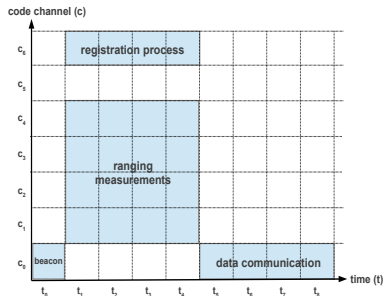 code channel (c)
c6
registration process
c5
c4
c3
ranging
measurements
c2
c1
c0
beacon
data communication
time (t)
t0 t1 t2 t3 t4 t5 t6 t7 t8